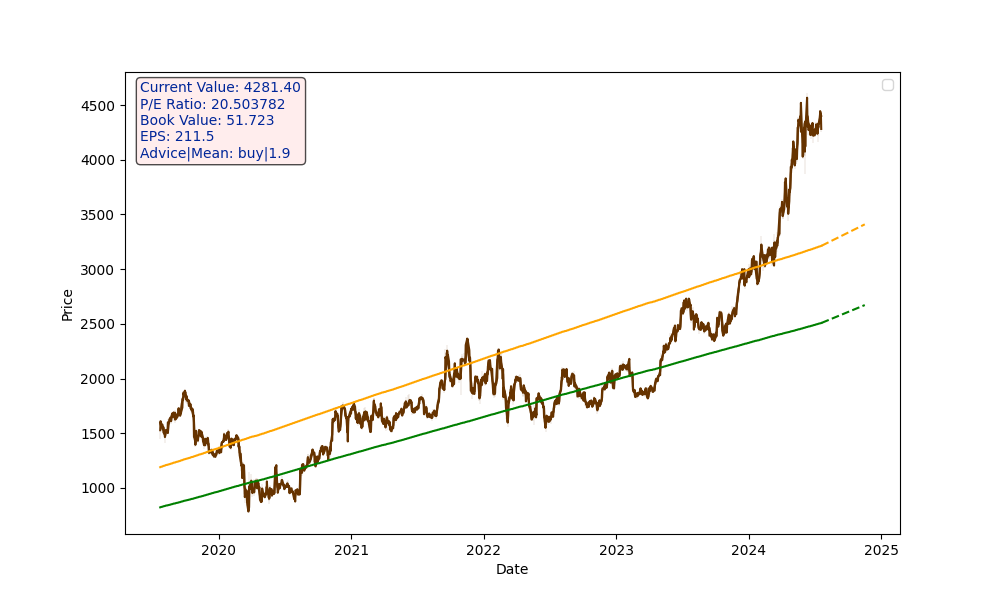 Current Value: 4281.40
P/E Ratio: 20.503782
Book Value: 51.723
EPS: 211.5
Advice|Mean: buy|1.9
4500
4000
3500
3000
2500
2000
1500
1000
Price
2020 2021 2022 2023 2024 2025
Date